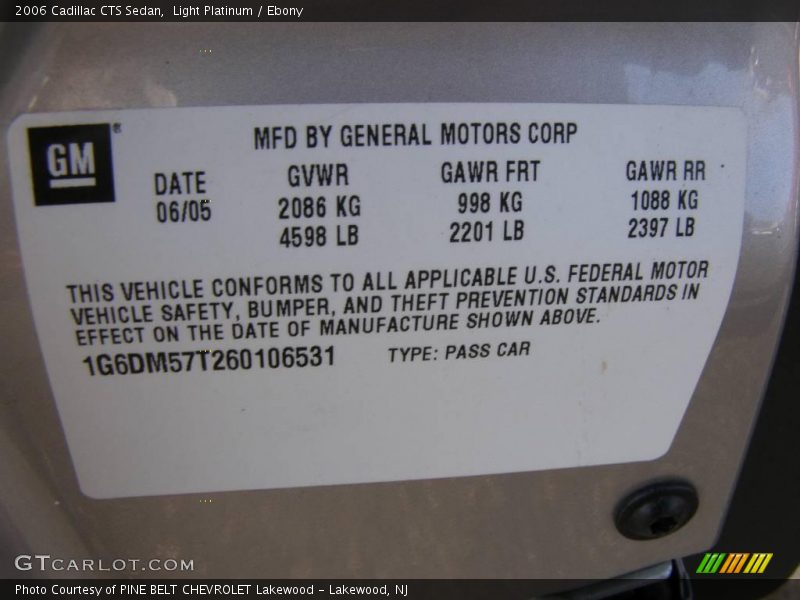 2006 Cadillac CTS Sedan,  Light Platinum / Ebony
GM®
MFD BY GENERAL MOTORS CORP
DATE GVWR GAWR FRT GAWR RR
06/05 2086 KG 998 KG 1088 KG
4598 LB 2201 LB 2397 LB
THIS VEHICLE CONFORMS TO ALL APPLICABLE U.S. FEDERAL MOTOR
VEHICLE SAFETY, BUMPER, AND THEFT PREVENTION STANDARDS IN
EFFECT ON THE DATE OF MANUFACTURE SHOWN ABOVE.
1G6DM57T260106531 TYPE: PASS CAR
GTCARLOT.COM
Photo Courtesy of PINE BELT CHEVROLET Lakewood - Lakewood, NJ